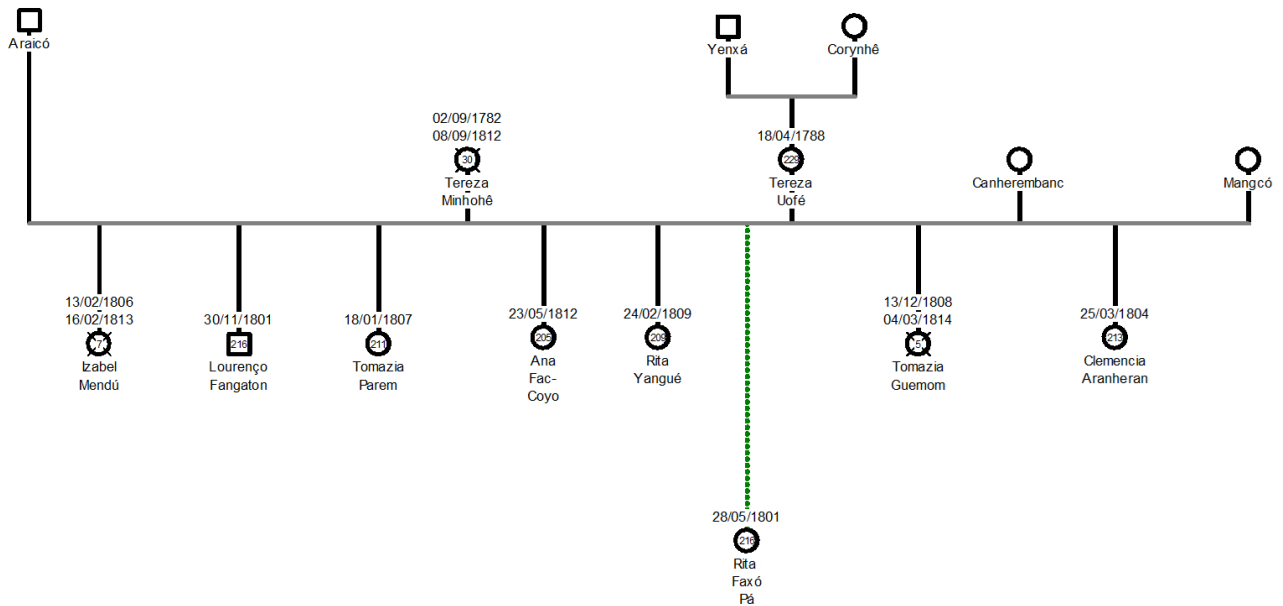 Araicó
Yenxá
Corynhê
02/09/1782
08/09/1812
30
Tereza
Minhohê
18/04/1788
229
Tereza
Uofé
Canherembanc
Mangcó
13/02/1806
16/02/1813
7
Izabel
Mendú
30/11/1801
216
Lourenço
Fangaton
18/01/1807
211
Tomazia
Parem
23/05/1812
205
Ana
Fac-
Coyo
24/02/1809
209
Rita
Yangué
13/12/1808
04/03/1814
5
Tomazia
Guemom
25/03/1804
213
Clemencia
Aranheran
28/05/1801
216
Rita
Faxó
Pá